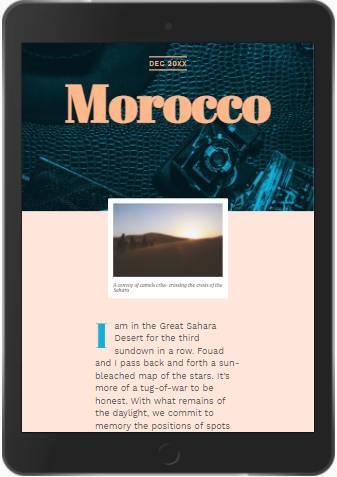 DEC 20XX
Morocco
A convoy of camels criss-crossing the crests of the
Sahara
I am in the Great Sahara
Desert for the third
sundown in a row. Fouad
and I pass back and forth a sun-
bleached map of the stars. It's
more of a tug-of-war to be
honest. With what remains of
the daylight, we commit to
memory the positions of spots